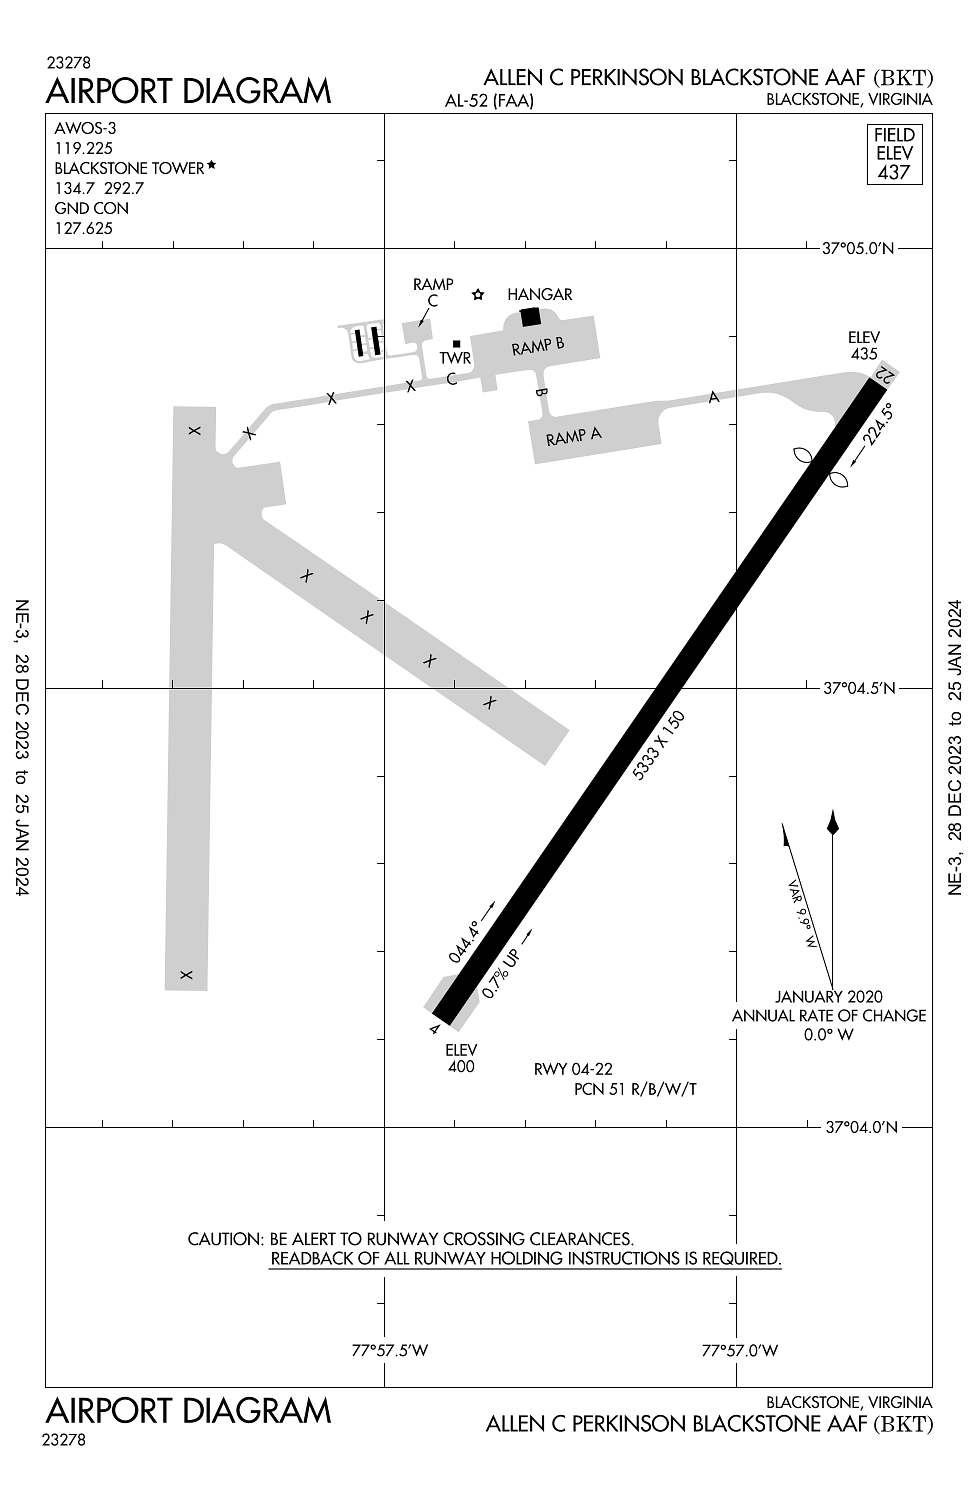 23278
AIRPORT DIAGRAM
ALLEN C PERKINSON BLACKSTONE AAF (BKT)
AL-52 (FAA)
BLACKSTONE, VIRGINIA
AWOS-3
119.225
BLACKSTONE TOWER★
134.7 292.7
GND CON
127.625
FIELD
ELEV
437
37°05.0'N
RAMP
C
HANGAR
RAMP B
TWR
C
X
X
X
X
B
A
RAMP A
ELEV
435
22
224.5°
X
X
X
X
37°04.5'N
5333 X 150
VAR 9.9° W
044.4°
0.7% UP
X
4
ELEV
400
JANUARY 2020
ANNUAL RATE OF CHANGE
0.0° W
RWY 04-22
PCN 51 R/B/W/T
37°04.0'N
CAUTION: BE ALERT TO RUNWAY CROSSING CLEARANCES.
READBACK OF ALL RUNWAY HOLDING INSTRUCTIONS IS REQUIRED.
77°57.5'W
77°57.0'W
NE-3, 28 DEC 2023 to 25 JAN 2024
NE-3, 28 DEC 2023 to 25 JAN 2024
AIRPORT DIAGRAM
23278
BLACKSTONE, VIRGINIA
ALLEN C PERKINSON BLACKSTONE AAF (BKT)